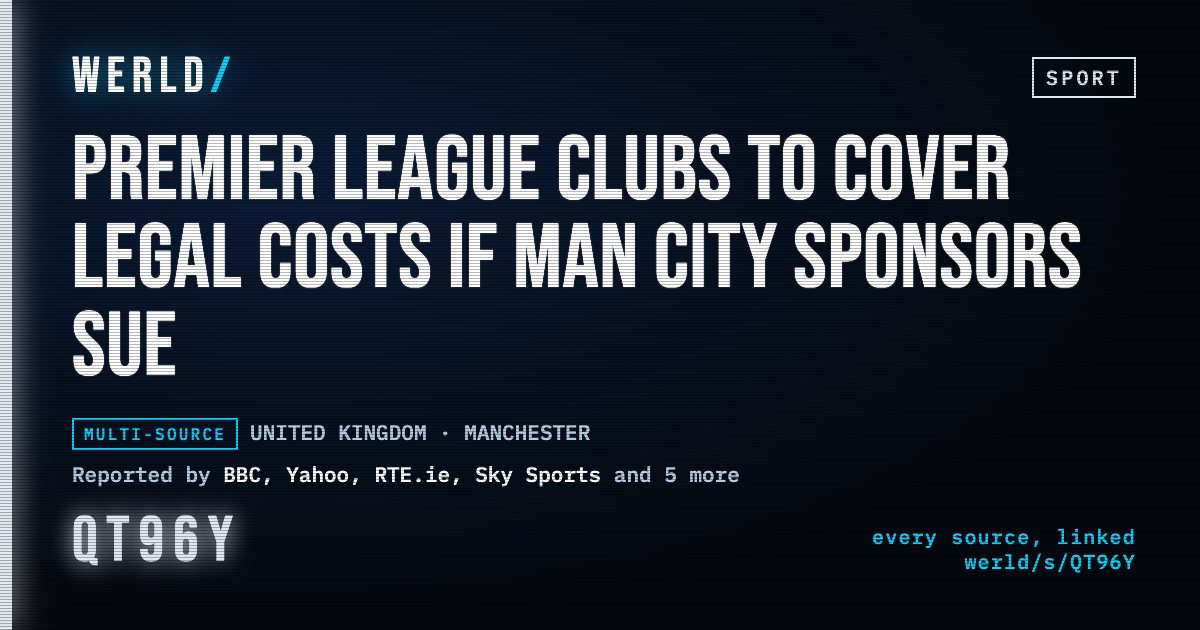 WERLD/
SPORT
PREMIER LEAGUE CLUBS TO COVER
LEGAL COSTS IF MAN CITY SPONSORS
SUE
MULTI-SOURCE UNITED KINGDOM · MANCHESTER
Reported by BBC, Yahoo, RTE.ie, Sky Sports and 5 more
QT96Y
every source, linked
werld/s/QT96Y